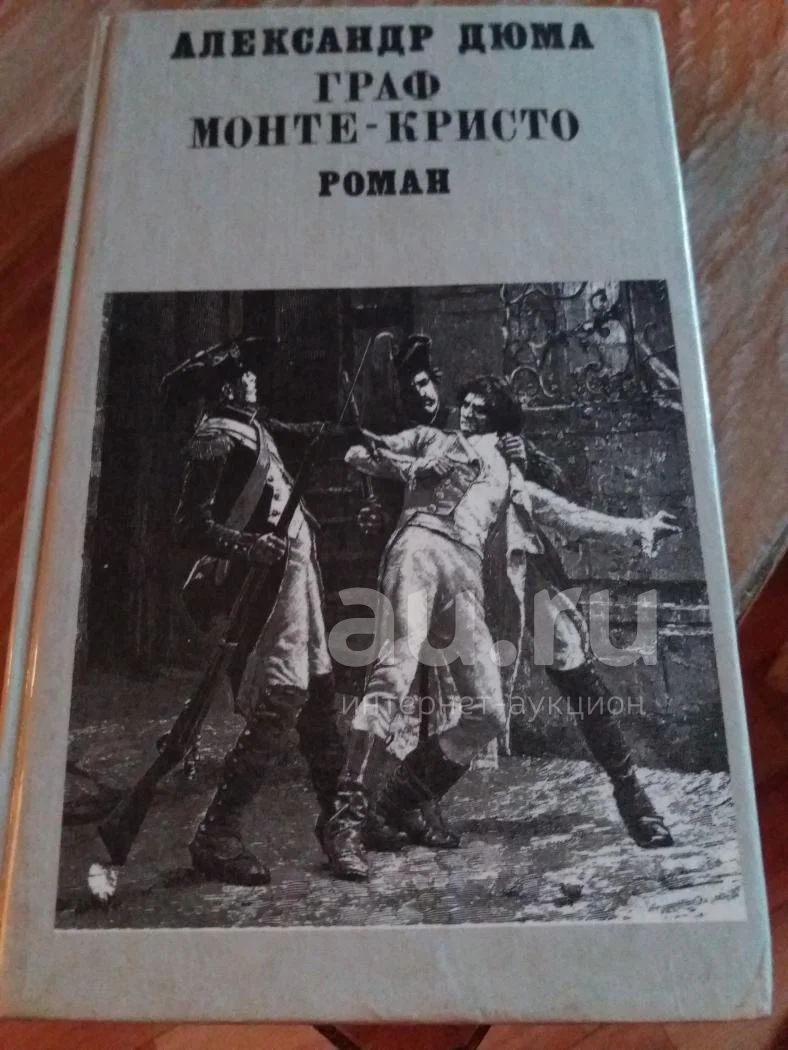 АЛЕКСАНДР ДЮМА
ГРАФ
МОНТЕ-КРИСТО
РОМАН
au.ru
интернет-аукцион